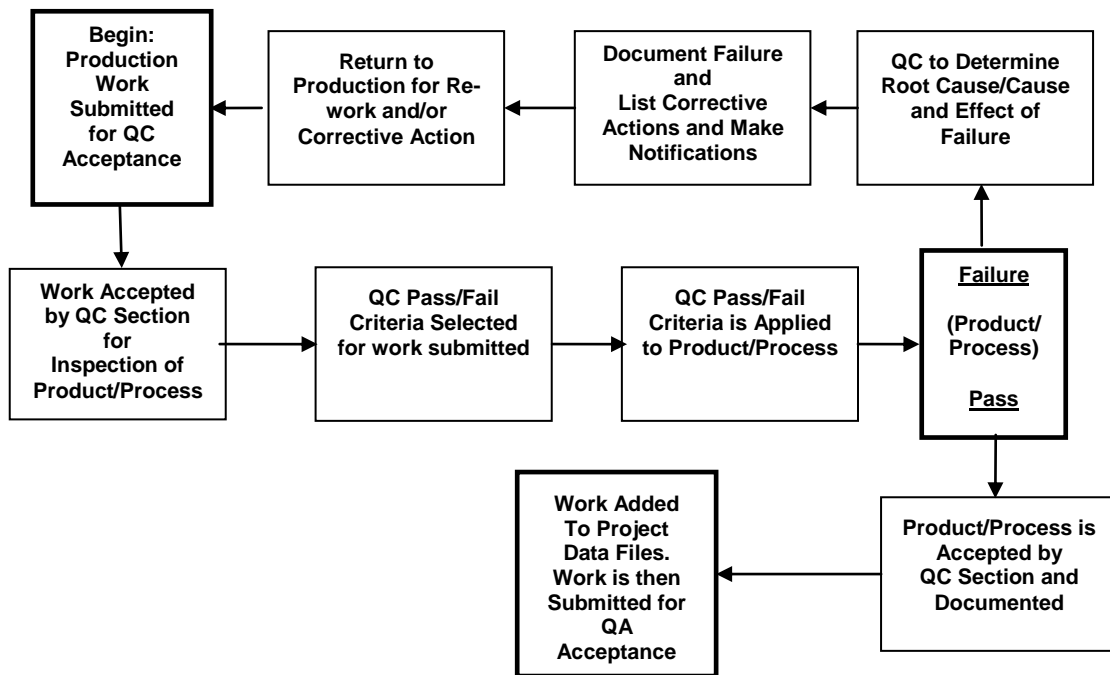 Begin:
Production
Work
Submitted
for QC
Acceptance
Return to
Production for Re-
work and/or
Corrective Action
Document Failure
and
List Corrective
Actions and Make
Notifications
QC to Determine
Root Cause/Cause
and Effect of
Failure
Work Accepted
by QC Section
for
Inspection of
Product/Process
QC Pass/Fail
Criteria Selected
for work submitted
QC Pass/Fail
Criteria is Applied
to Product/Process
Failure
(Product/
Process)
Pass
Work Added
To Project
Data Files.
Work is then
Submitted for
QA
Acceptance
Product/Process is
Accepted by
QC Section and
Documented